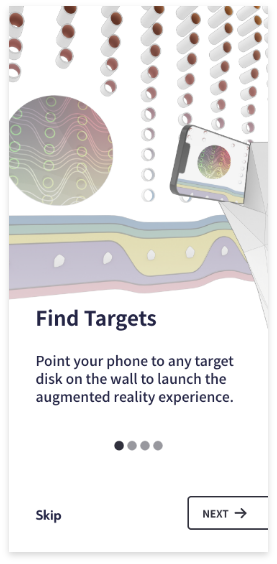 Find Targets
Point your phone to any target
disk on the wall to launch the
augmented reality experience.
Skip
NEXT →